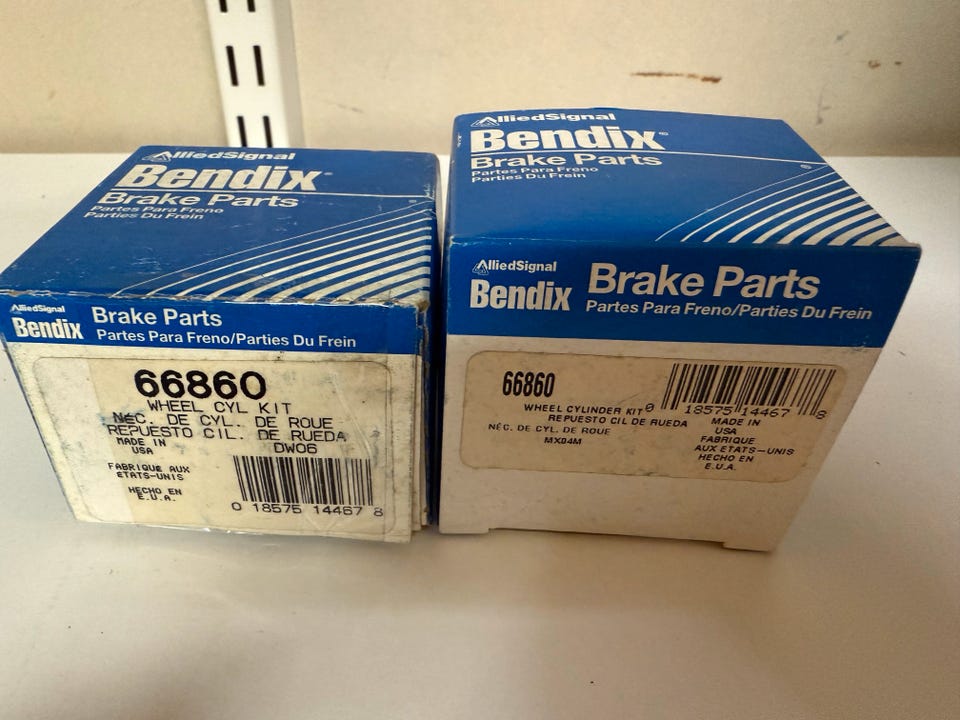 AlliedSignal
Bendix®
Brake Parts
Partes Para Freno
Parties Du Frein
AlliedSignal
Bendix
Brake Parts
Partes Para Freno/Parties Du Frein
66860
WHEEL CYL KIT
NÉC. DE CYL. DE ROUE
REPUESTO CIL. DE RUEDA
MADE IN
USA
DW06
FABRIQUE AUX
ETATS-UNIS
HECHO EN
E.U.A.
0 18575 14467 8
AlliedSignal
Bendix®
Brake Parts
Partes Para Freno
Parties Du Frein
AlliedSignal
Bendix
Brake Parts
Partes Para Freno/Parties Du Frein
66860
0 18575 14467 8
WHEEL CYLINDER KIT
REPUESTO CIL DE RUEDA
NÉC. DE CYL. DE ROUE
MX04M
MADE IN
USA
FABRIQUE
AUX ETATS-UNIS
HECHO EN
E.U.A.